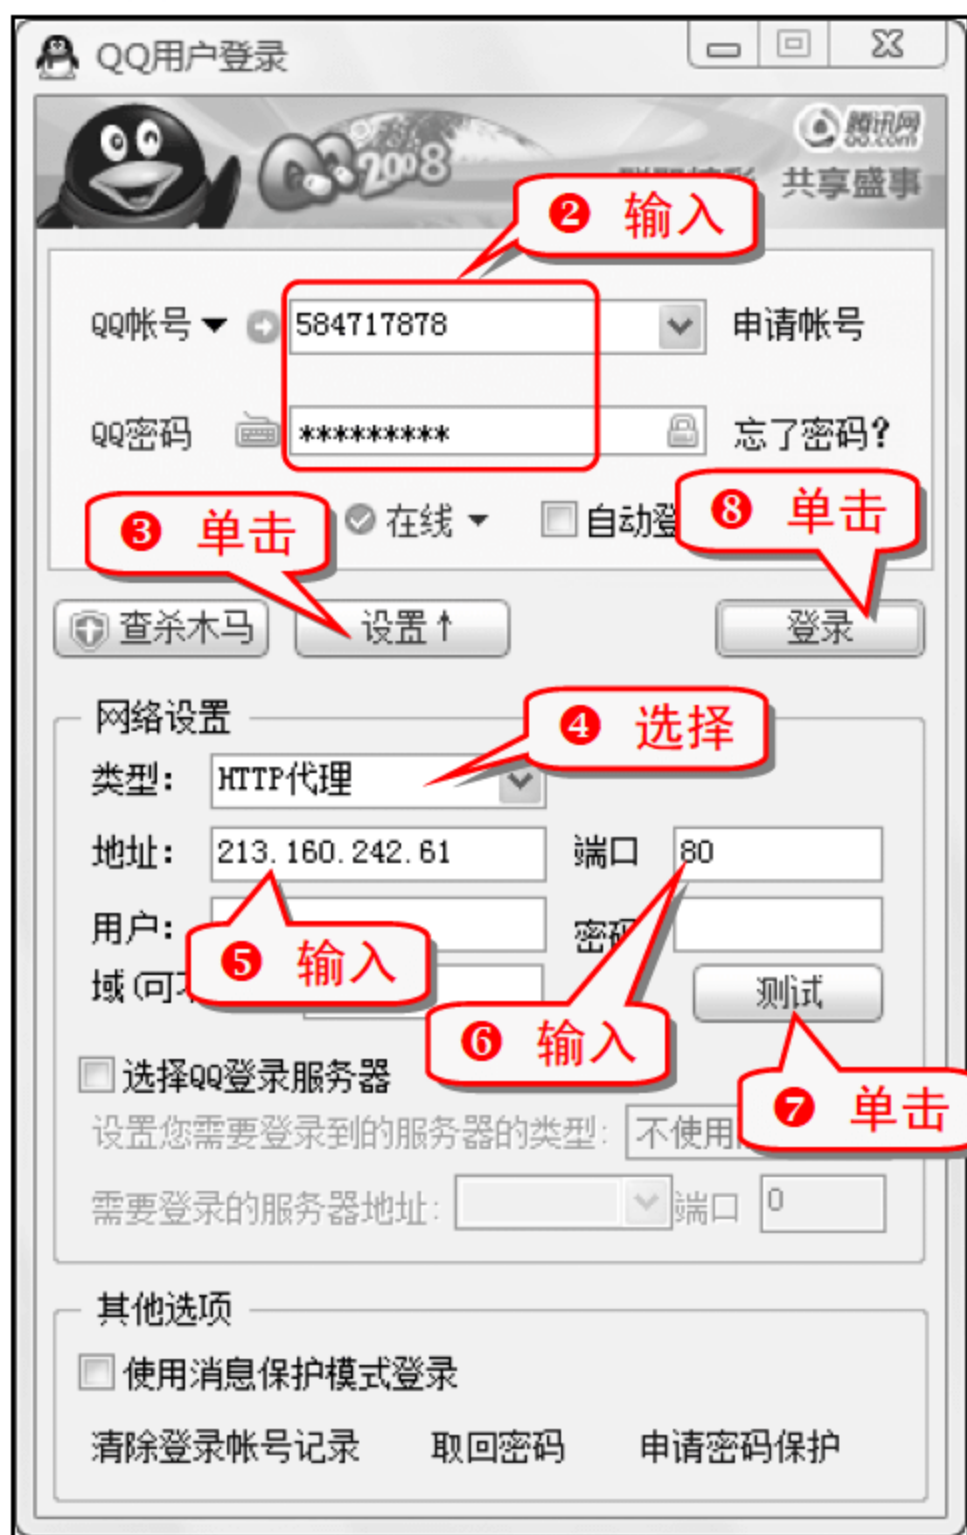 QQ用户登录
腾讯网
QQ.com
QQ2008
共享盛事
❷ 输入
QQ帐号 584717878 申请帐号
QQ密码 ********* 忘了密码?
❸ 单击 在线 自动登 ❽ 单击
查杀木马 设置↑ 登录
网络设置 ❹ 选择
类型: HTTP代理
地址: 213.160.242.61 端口 80
用户: 密码
❺ 输入
域(可不 测试
❻ 输入
选择QQ登录服务器
❼ 单击
设置您需要登录到的服务器的类型: 不使用
需要登录的服务器地址: 端口 0
其他选项
使用消息保护模式登录
清除登录帐号记录 取回密码 申请密码保护